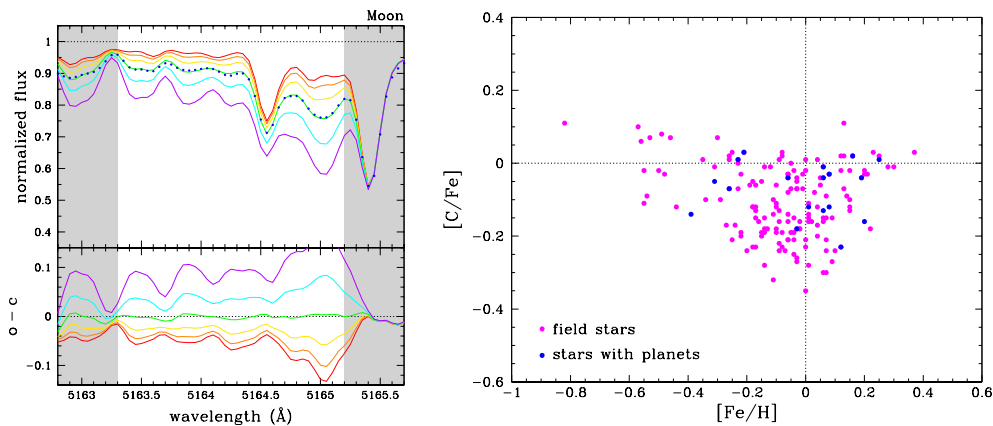 Moon
1
0.9
0.8
0.7
0.6
0.5
0.4
normalized flux
0.1
0
−0.1
o − c
5163 5163.5 5164 5164.5 5165 5165.5
wavelength (Å)
0.4
0.2
0
−0.2
−0.4
−0.6
[C/Fe]
field stars
stars with planets
−1 −0.8 −0.6 −0.4 −0.2 0 0.2 0.4 0.6
[Fe/H]